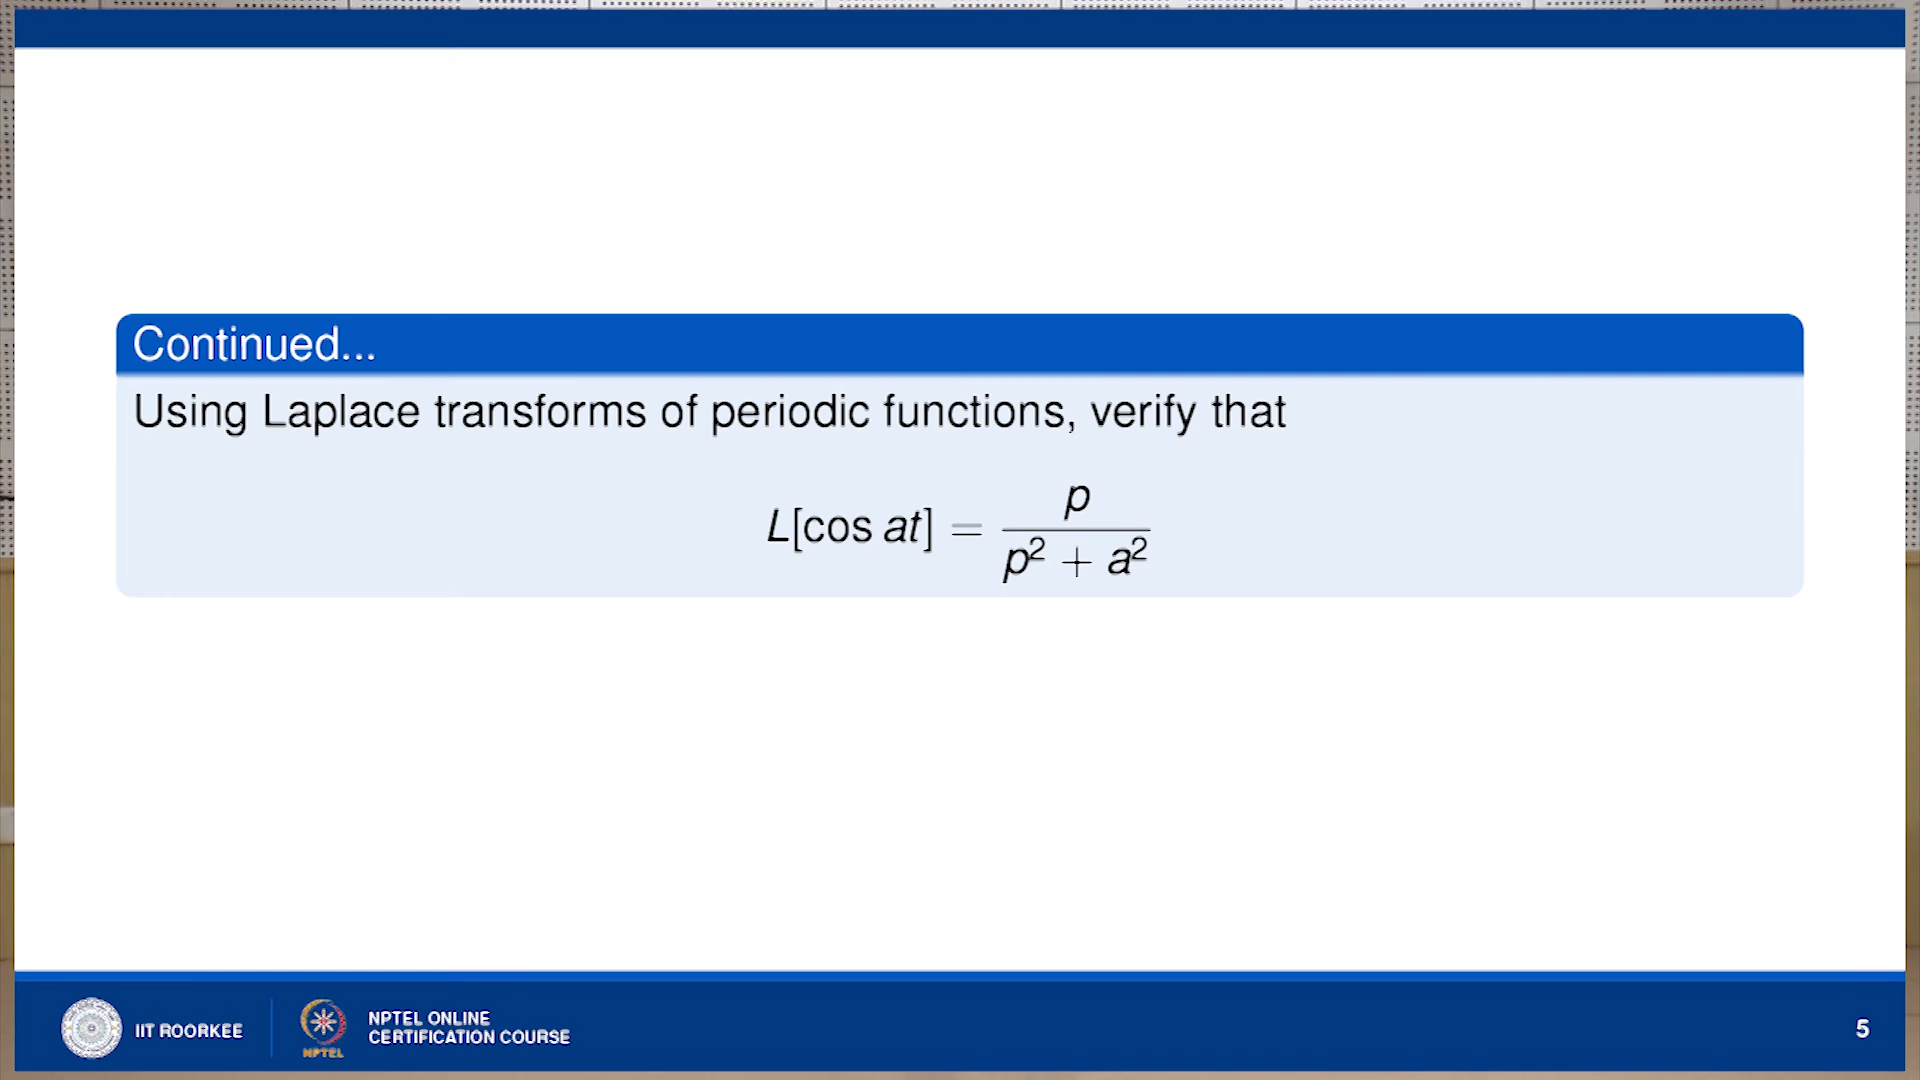 Continued...
Using Laplace transforms of periodic functions, verify that
L[cos at] = p / (p² + a²)
IIT ROORKEE
NPTEL
NPTEL ONLINE
CERTIFICATION COURSE
5